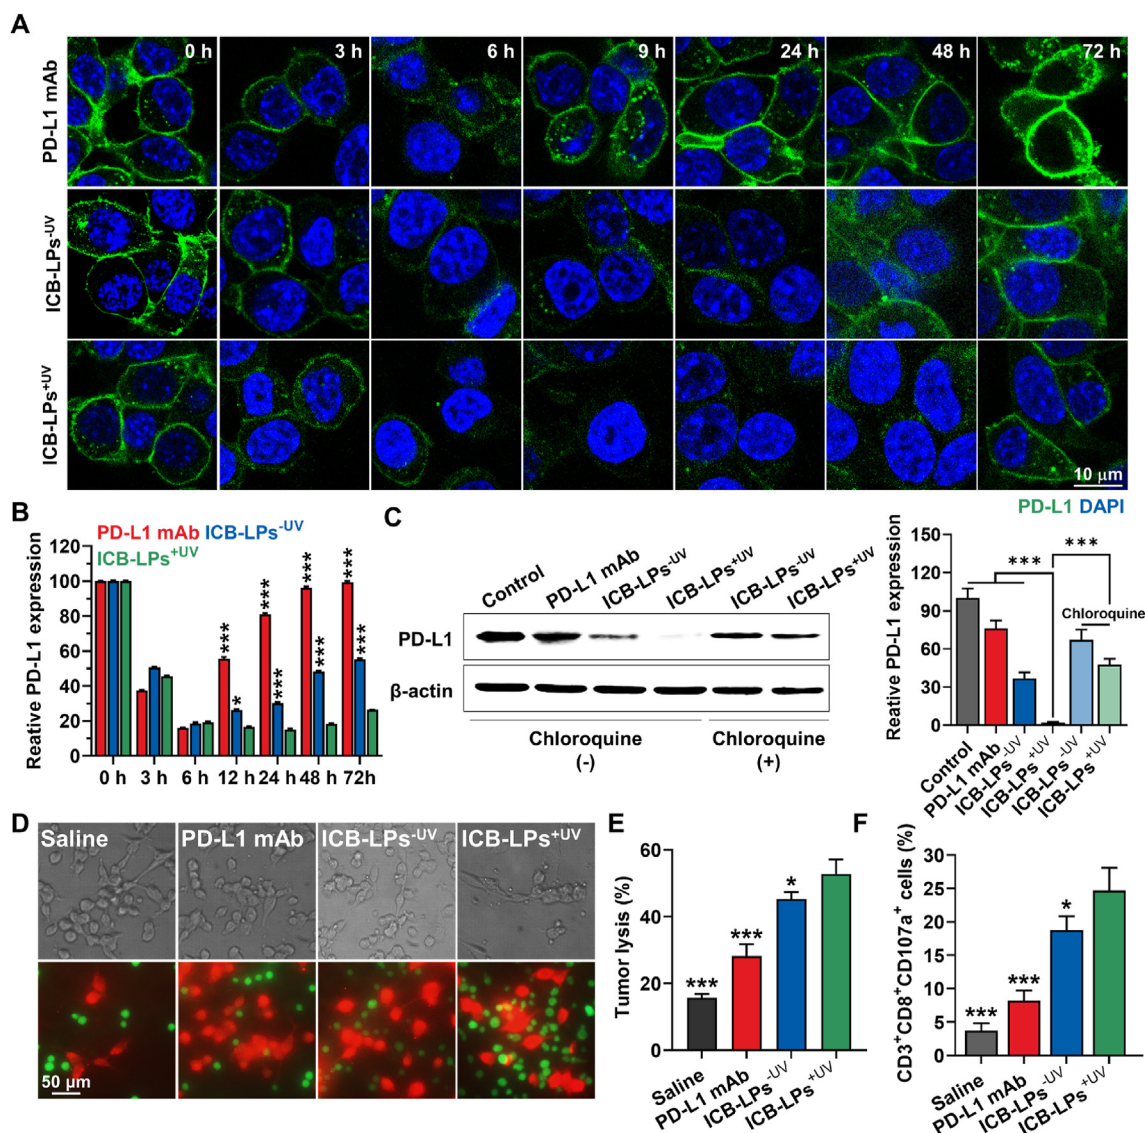 A
0 h 3 h 6 h 9 h 24 h 48 h 72 h
PD-L1 mAb
ICB-LPs-UV
ICB-LPs+UV
10 μm
PD-L1 DAPI
B
PD-L1 mAb ICB-LPs-UV
ICB-LPs+UV
Reative PD-L1 expression
120
100
80
60
40
20
0
*** * *** *** *** *** *** ***
0 h 3 h 6 h 12 h 24 h 48 h 72h
C
Control PD-L1 mAb ICB-LPs-UV ICB-LPs+UV ICB-LPs-UV ICB-LPs+UV
PD-L1
β-actin
Chloroquine Chloroquine
(-) (+)
Relative PD-L1 expression
150
120
90
60
30
0
*** ***
Chloroquine
Control PD-L1 mAb ICB-LPs-UV ICB-LPs+UV ICB-LPs-UV ICB-LPs+UV
D
Saline PD-L1 mAb ICB-LPs-UV ICB-LPs+UV
50 μm
E
Tumor lysis (%)
60
40
20
0
*** *** *
Saline PD-L1 mAb ICB-LPs-UV ICB-LPs+UV
F
CD3+CD8+CD107a+ cells (%)
30
25
20
15
10
5
0
*** *** *
Saline PD-L1 mAb ICB-LPs-UV ICB-LPs+UV